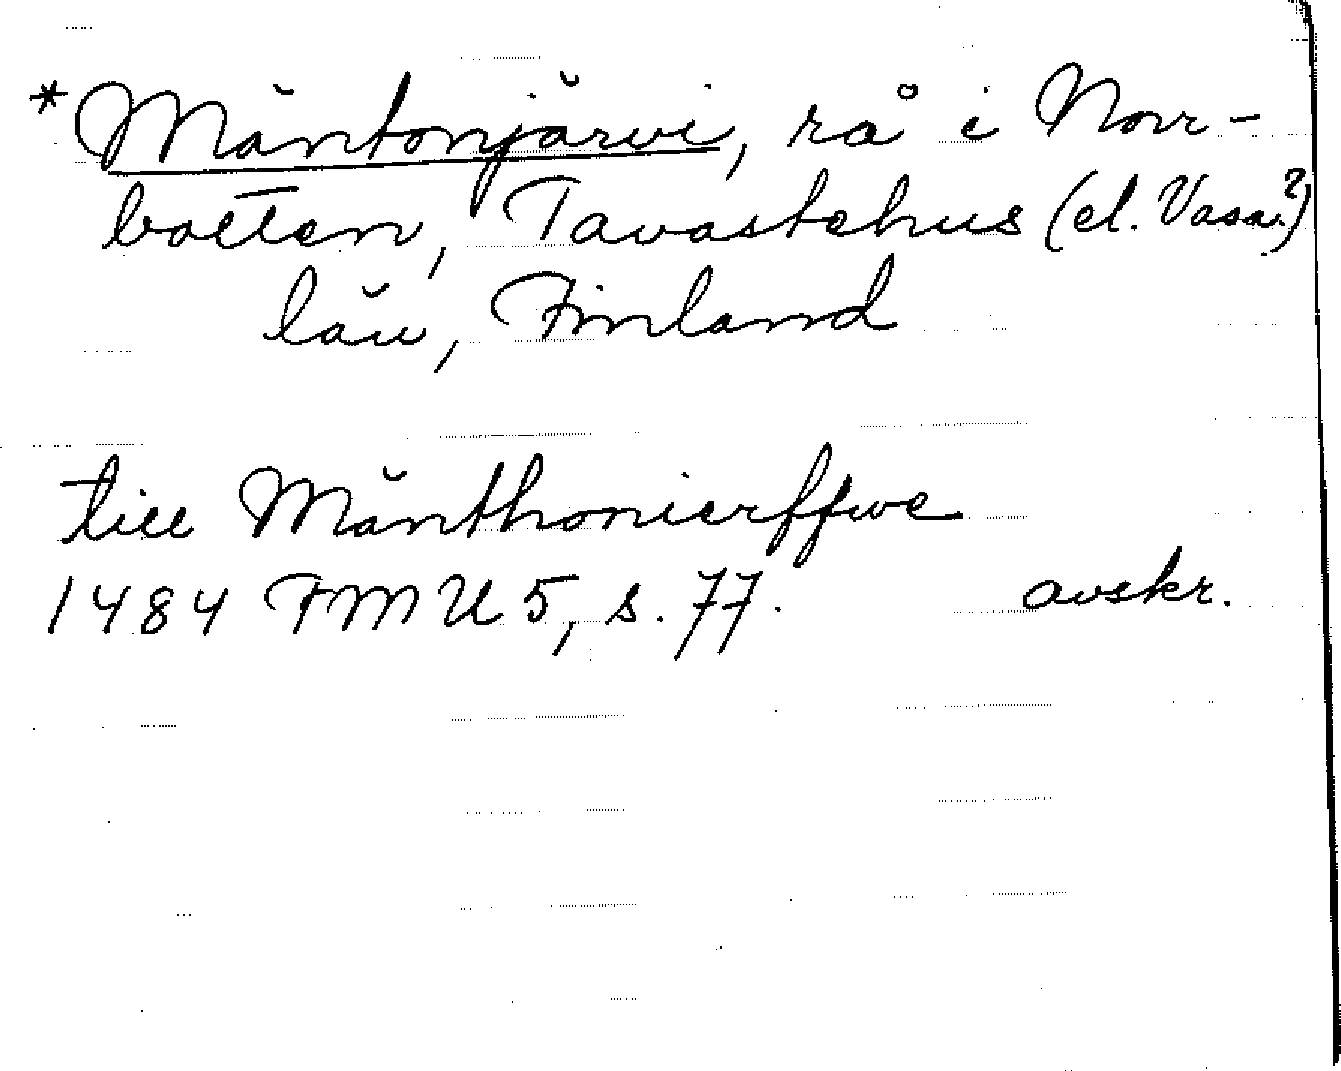 *Mäntonjärvi, rå i Norr-
botten, Tavastehus (el. Vasa?)
län, Finland
till Mänthonierffwe
1484 FMU 5, s. 77. avskr.